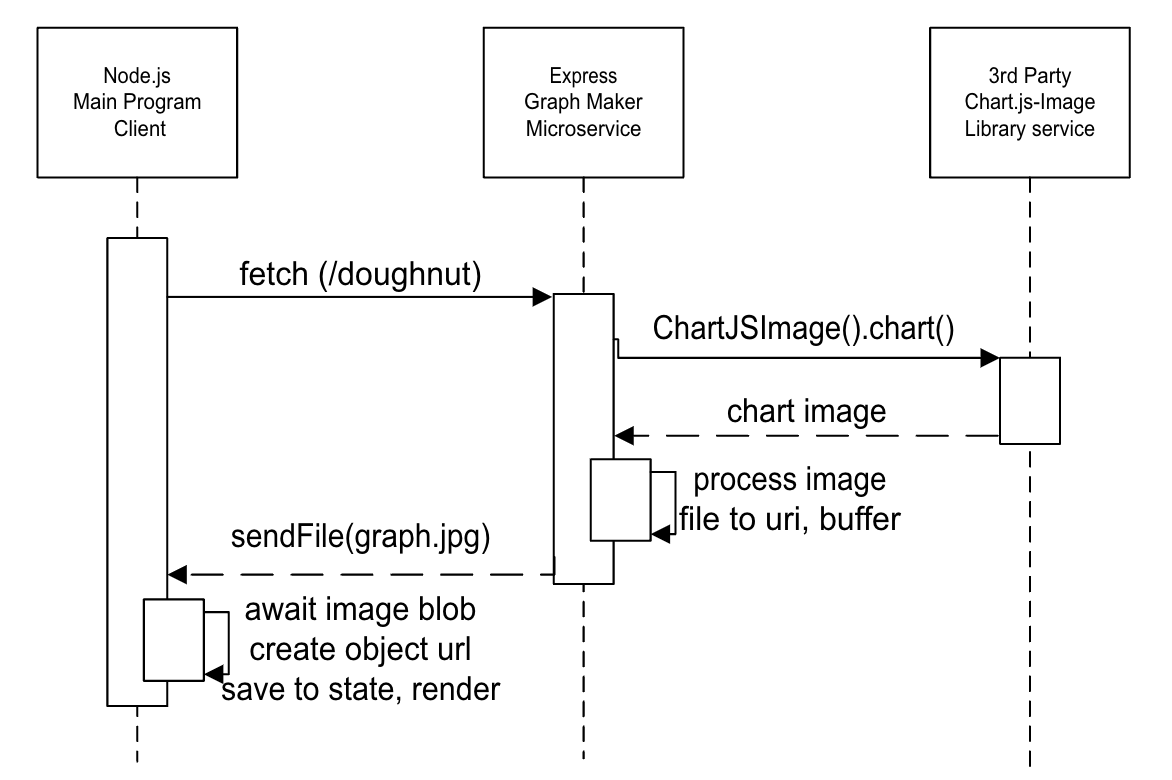 Node.js
Main Program
Client
Express
Graph Maker
Microservice
3rd Party
Chart.js-Image
Library service
fetch (/doughnut)
ChartJSImage().chart()
chart image
process image
file to uri, buffer
sendFile(graph.jpg)
await image blob
create object url
save to state, render